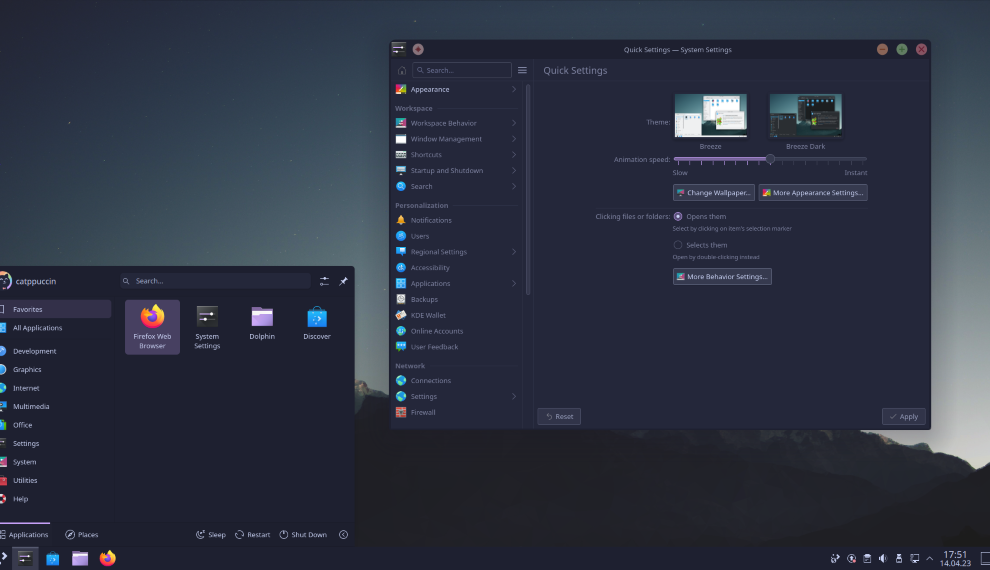 Quick Settings — System Settings
Search...
Quick Settings
Appearance
Workspace
Workspace Behavior
Window Management
Shortcuts
Startup and Shutdown
Search
Personalization
Notifications
Users
Regional Settings
Accessibility
Applications
Backups
KDE Wallet
Online Accounts
User Feedback
Network
Connections
Settings
Firewall
Theme:
Breeze
Breeze Dark
Animation speed:
Slow
Instant
Change Wallpaper...
More Appearance Settings...
Clicking files or folders:
Opens them
Select by clicking on item's selection marker
Selects them
Open by double-clicking instead
More Behavior Settings...
Reset
Apply
catppuccin
Search...
Favorites
All Applications
Development
Graphics
Internet
Multimedia
Office
Settings
System
Utilities
Help
Firefox Web
Browser
System
Settings
Dolphin
Discover
Applications
Places
Sleep
Restart
Shut Down
17:51
14.04.23